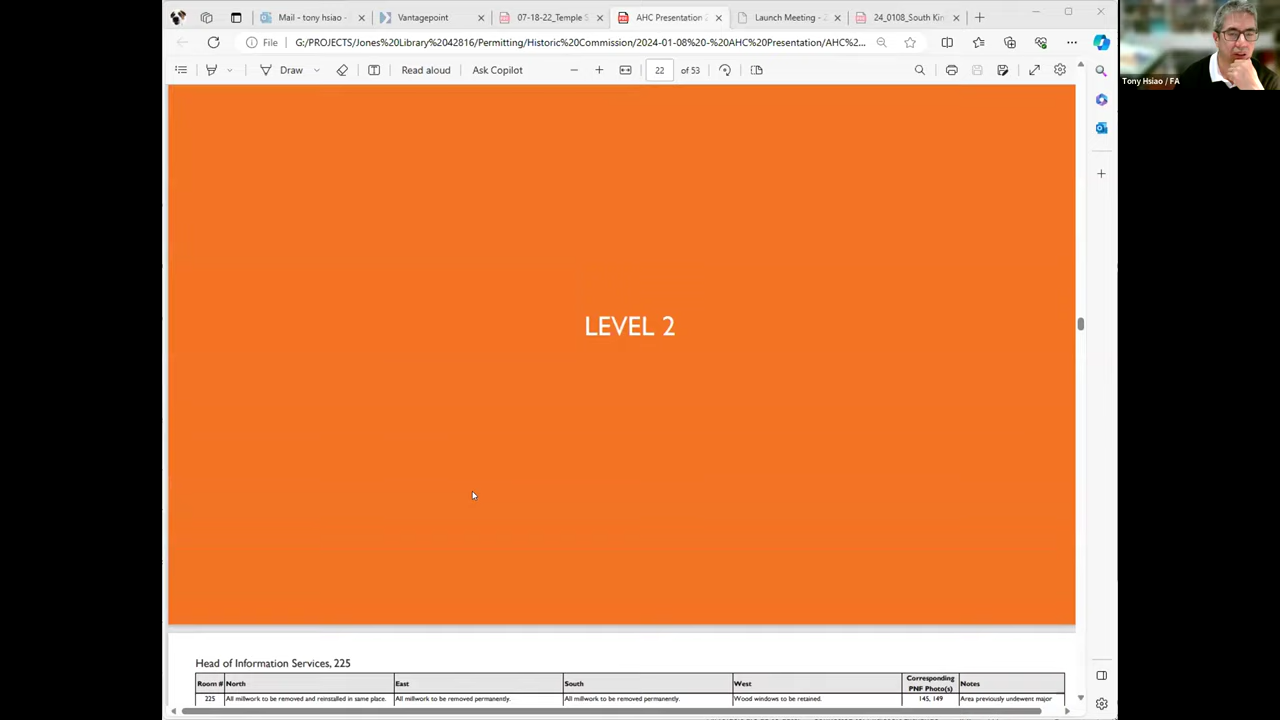 Mail - tony hsiao -
Vantagepoint
07-18-22_Temple S
AHC Presentation 2
Launch Meeting - Z
24_0108_South Kin
File
G:/PROJECTS/Jones%20Library%2042816/Permitting/Historic%20Commission/2024-01-08%20-%20AHC%20Presentation/AHC%...
Draw
Read aloud
Ask Copilot
22
of 53
Tony Hsiao / FA
LEVEL 2
Head of Information Services, 225
Room # North East South West Corresponding PNF Photo(s) Notes
225 All millwork to be removed and reinstalled in same place. All millwork to be removed permanently. All millwork to be removed permanently. Wood windows to be retained. 145, 149 Area previously underwent major